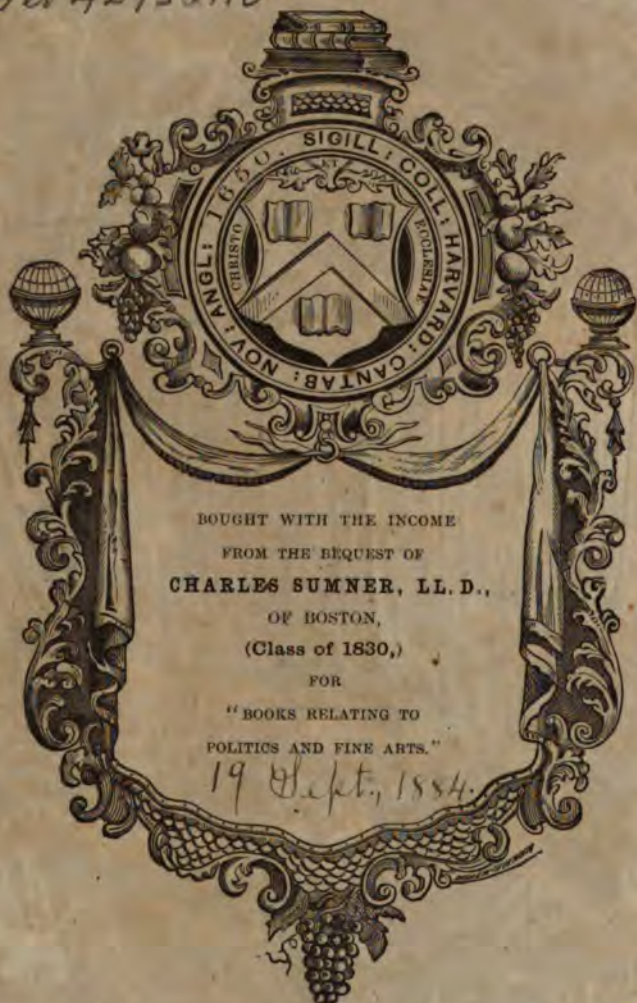 SIGILL: COLL: HARVARD: CANTAB: NOV: ANGL: 1650.
ET
CHRISTO
ECCLESIAE
BOUGHT WITH THE INCOME
FROM THE BEQUEST OF
CHARLES SUMNER, LL. D.,
OF BOSTON,
(Class of 1830,)
FOR
"BOOKS RELATING TO
POLITICS AND FINE ARTS."
19 Sept., 1884.